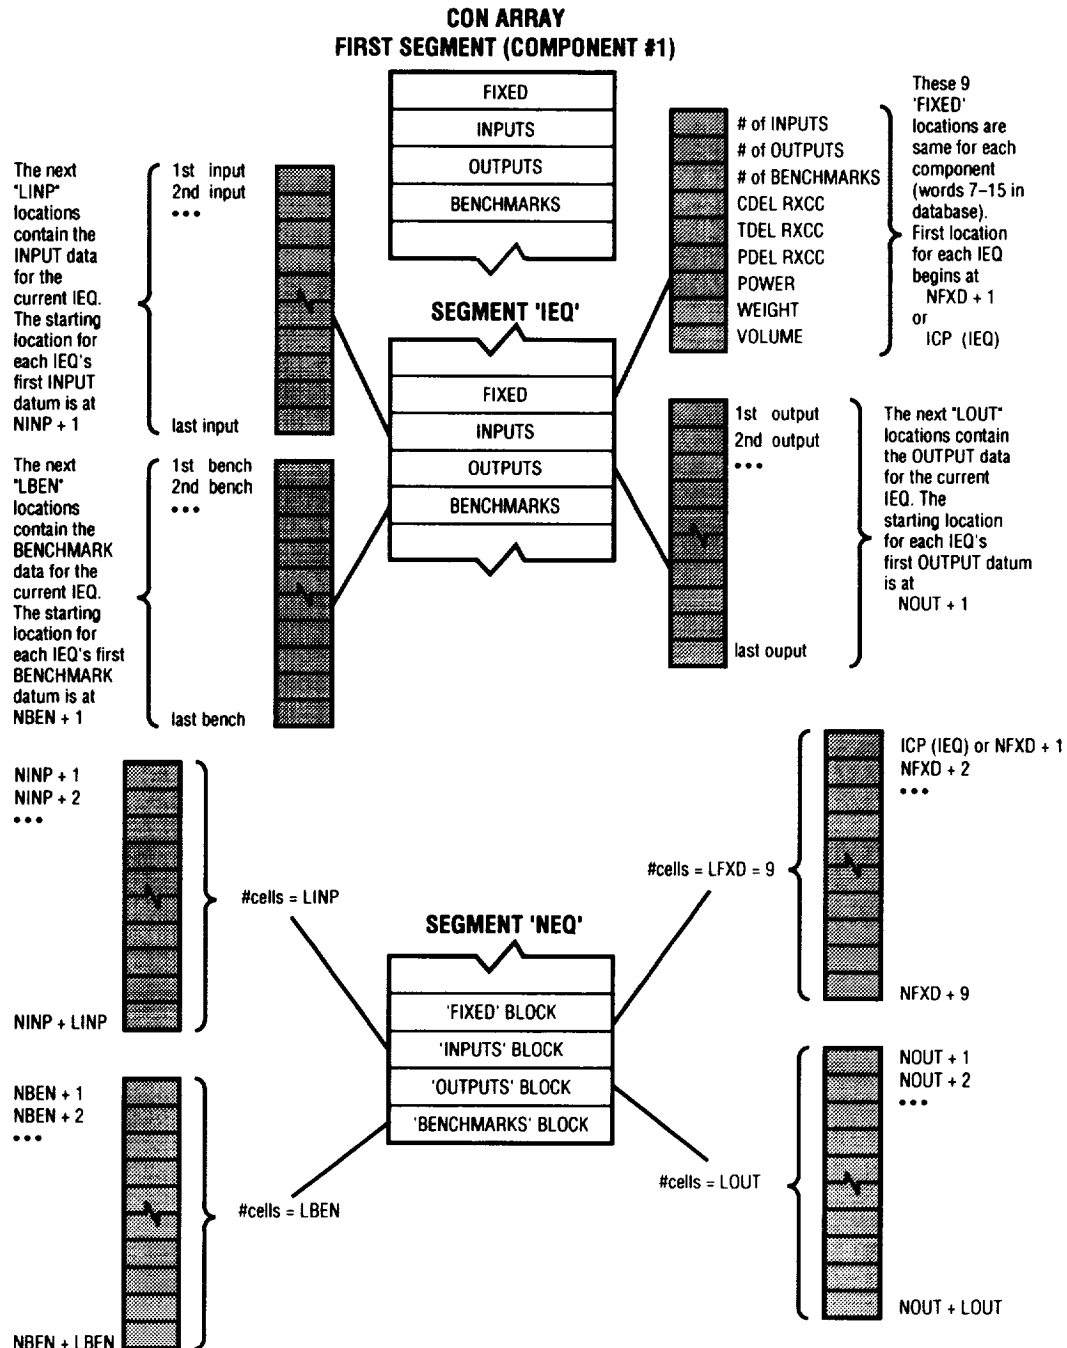 CON ARRAY
FIRST SEGMENT (COMPONENT #1)
FIXED
INPUTS
OUTPUTS
BENCHMARKS
The next
"LINP"
locations
contain the
INPUT data
for the
current IEQ.
The starting
location for
each IEQ's
first INPUT
datum is at
NINP + 1
1st input
2nd input
•••
last input
# of INPUTS
# of OUTPUTS
# of BENCHMARKS
CDEL RXCC
TDEL RXCC
PDEL RXCC
POWER
WEIGHT
VOLUME
These 9
'FIXED'
locations are
same for each
component
(words 7–15 in
database).
First location
for each IEQ
begins at
NFXD + 1
or
ICP (IEQ)
SEGMENT 'IEQ'
FIXED
INPUTS
OUTPUTS
BENCHMARKS
The next
"LBEN"
locations
contain the
BENCHMARK
data for the
current IEQ.
The starting
location for
each IEQ's first
BENCHMARK
datum is at
NBEN + 1
1st bench
2nd bench
•••
last bench
1st output
2nd output
•••
last ouput
The next "LOUT"
locations contain
the OUTPUT data
for the current
IEQ. The
starting location
for each IEQ's
first OUTPUT datum
is at
NOUT + 1
NINP + 1
NINP + 2
•••
NINP + LINP
#cells = LINP
#cells = LFXD = 9
ICP (IEQ) or NFXD + 1
NFXD + 2
•••
NFXD + 9
SEGMENT 'NEQ'
'FIXED' BLOCK
'INPUTS' BLOCK
'OUTPUTS' BLOCK
'BENCHMARKS' BLOCK
NBEN + 1
NBEN + 2
•••
NBEN + LBEN
#cells = LBEN
#cells = LOUT
NOUT + 1
NOUT + 2
•••
NOUT + LOUT